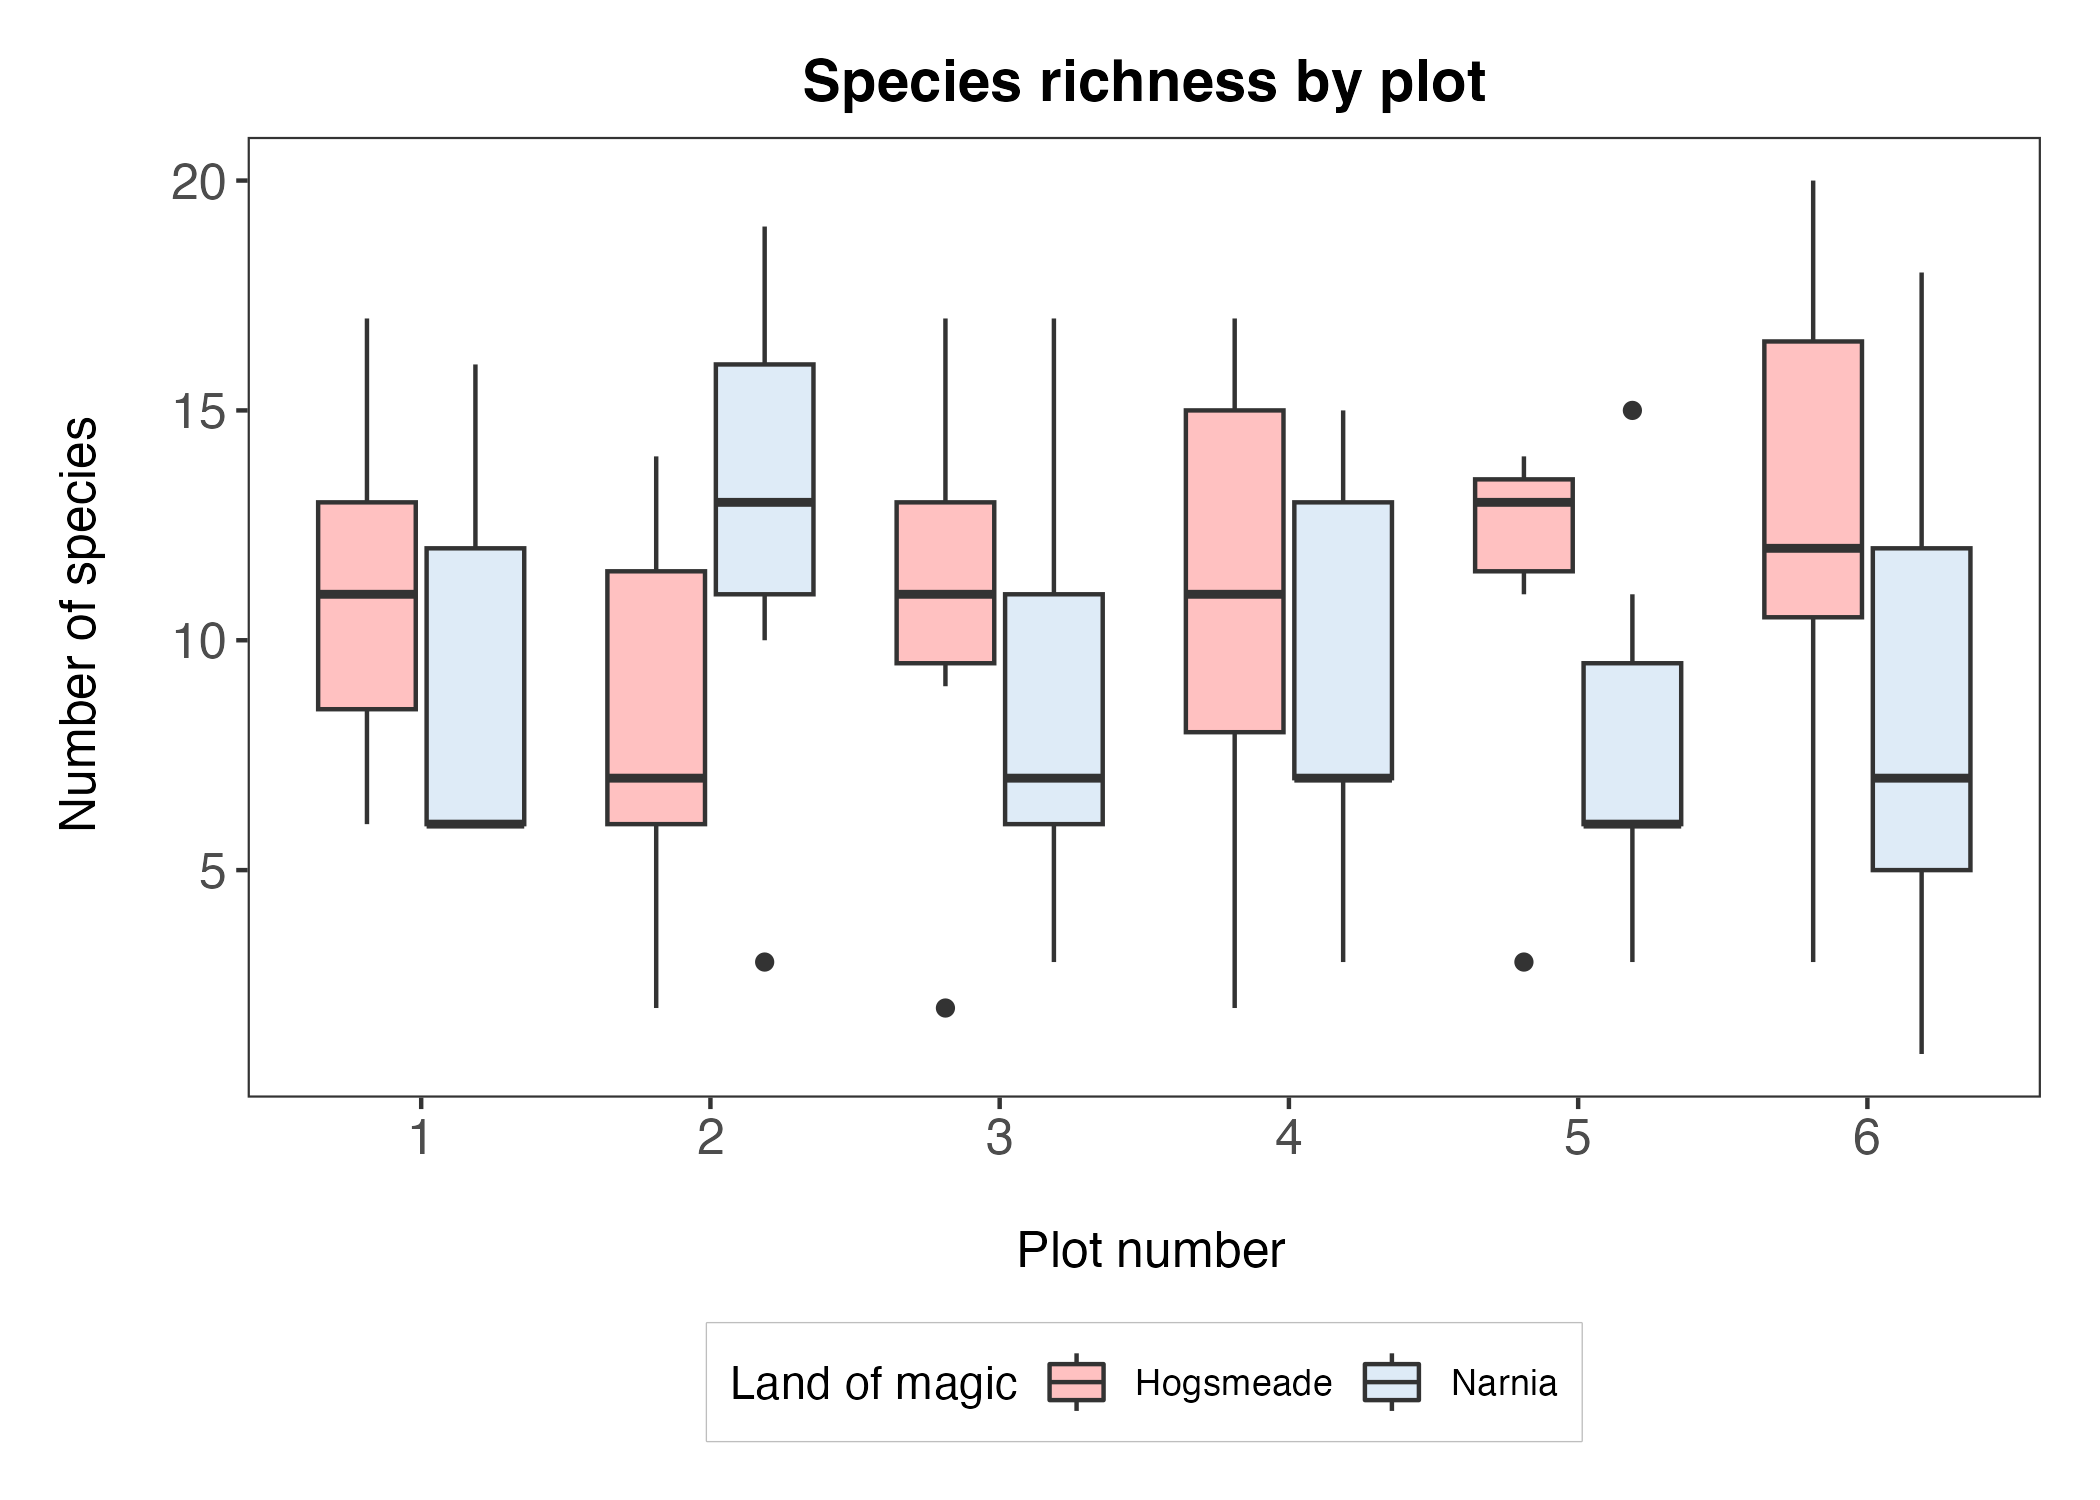 Species richness by plot
20
15
10
5
Number of species
1 2 3 4 5 6
Plot number
Land of magic Hogsmeade Narnia